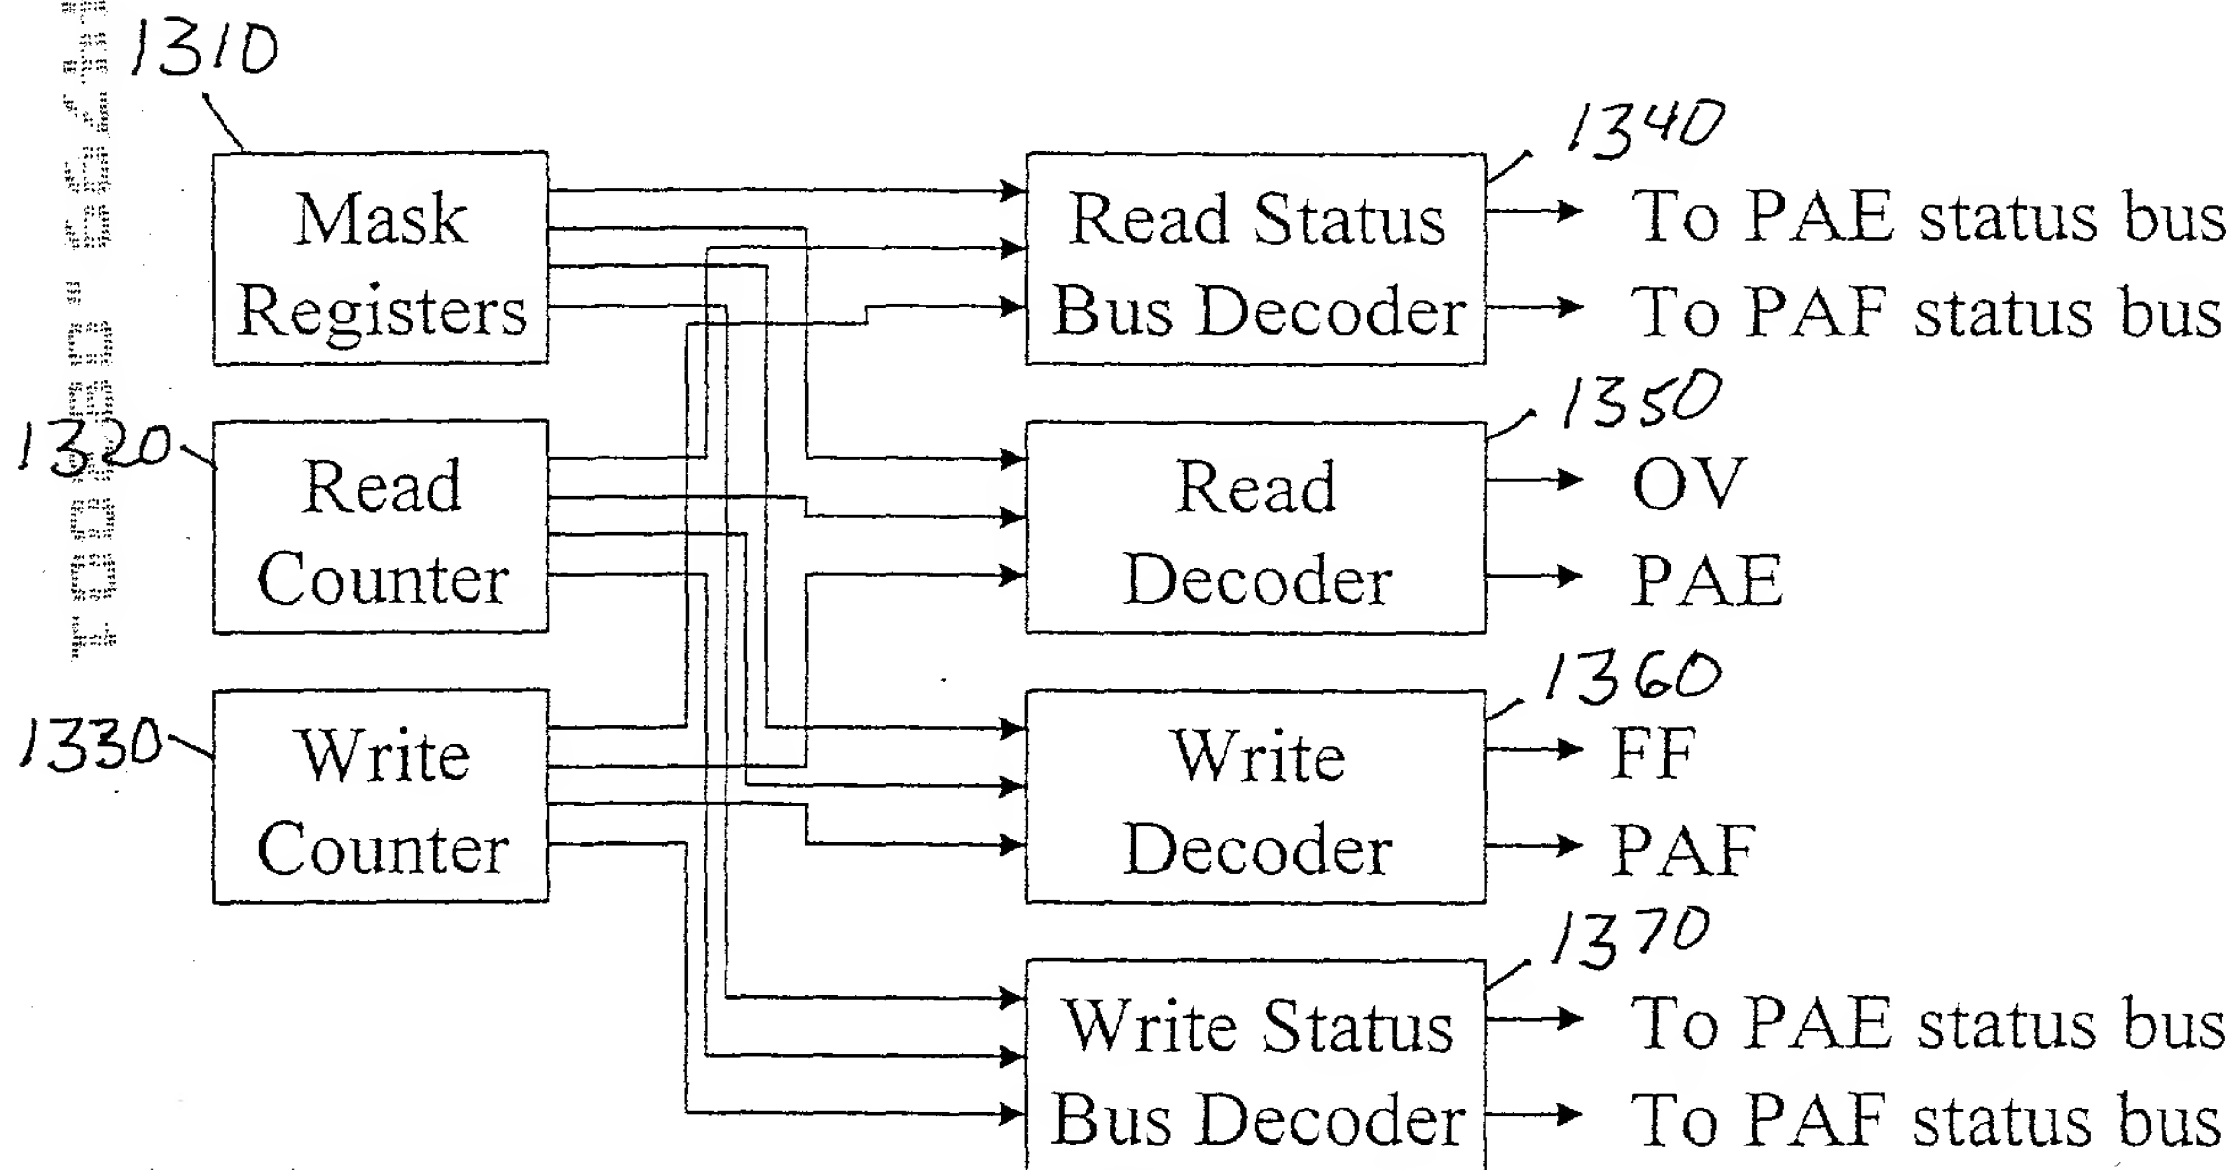 1310
1340
Mask
Registers
Read Status
Bus Decoder
To PAE status bus
To PAF status bus
1320
1350
Read
Counter
Read
Decoder
OV
PAE
1330
1360
Write
Counter
Write
Decoder
FF
PAF
1370
Write Status
Bus Decoder
To PAE status bus
To PAF status bus